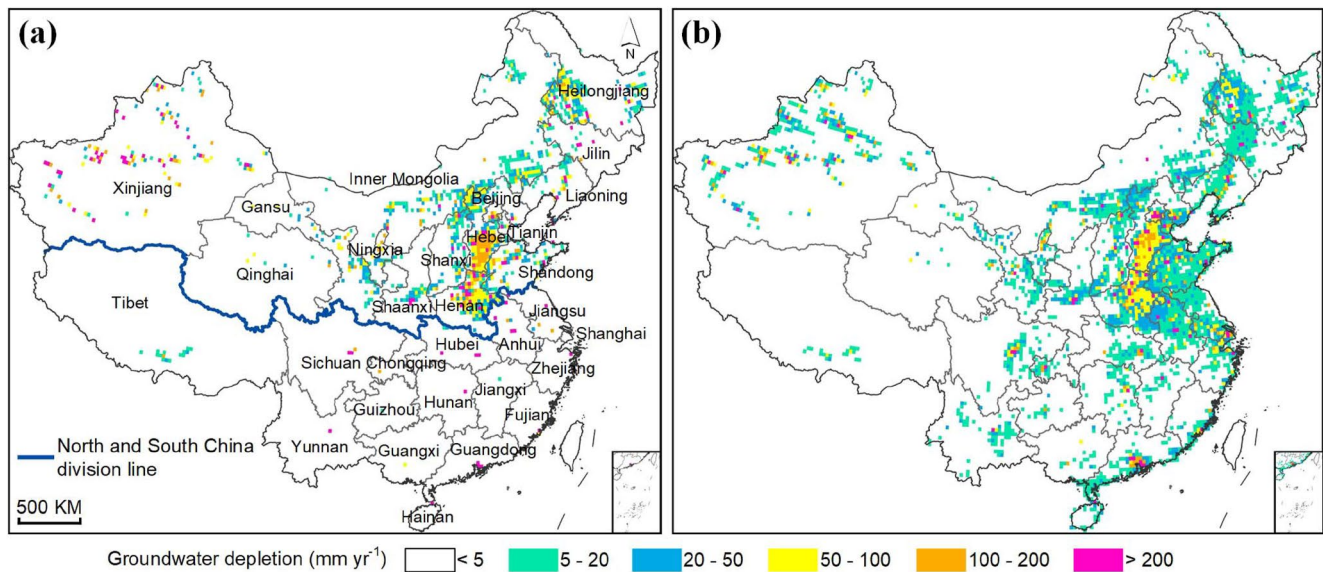 (a)
(b)
N
Heilongjiang
Jilin
Inner Mongolia
Xinjiang
Beijing
Liaoning
Gansu
Hebei
Tianjin
Ningxia
Shanxi
Qinghai
Shandong
Tibet
Shaanxi
Henan
Jiangsu
Shanghai
Hubei
Anhui
Sichuan
Chongqing
Zhejiang
Jiangxi
Hunan
Guizhou
Fujian
Yunnan
Guangxi
Guangdong
Hainan
North and South China
division line
500 KM
Groundwater depletion (mm yr⁻¹) < 5 5 - 20 20 - 50 50 - 100 100 - 200 > 200